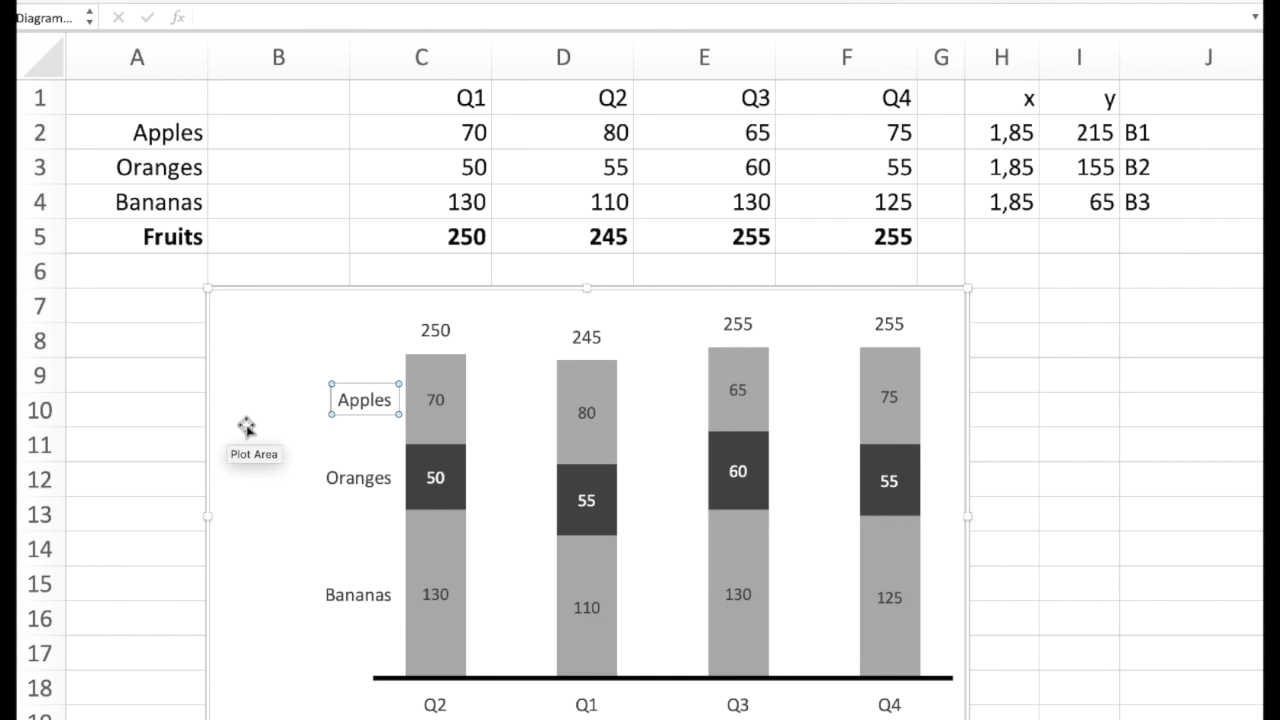 Diagram... fx
A B C D E F G H I J
1 Q1 Q2 Q3 Q4 x y
2 Apples 70 80 65 75 1,85 215 B1
3 Oranges 50 55 60 55 1,85 155 B2
4 Bananas 130 110 130 125 1,85 65 B3
5 Fruits 250 245 255 255
6
7
8 250 245 255 255
9
10 Apples 70 80 65 75
11 Plot Area
12 Oranges 50 55 60 55
13
14
15 Bananas 130 110 130 125
16
17
18
Q2 Q1 Q3 Q4